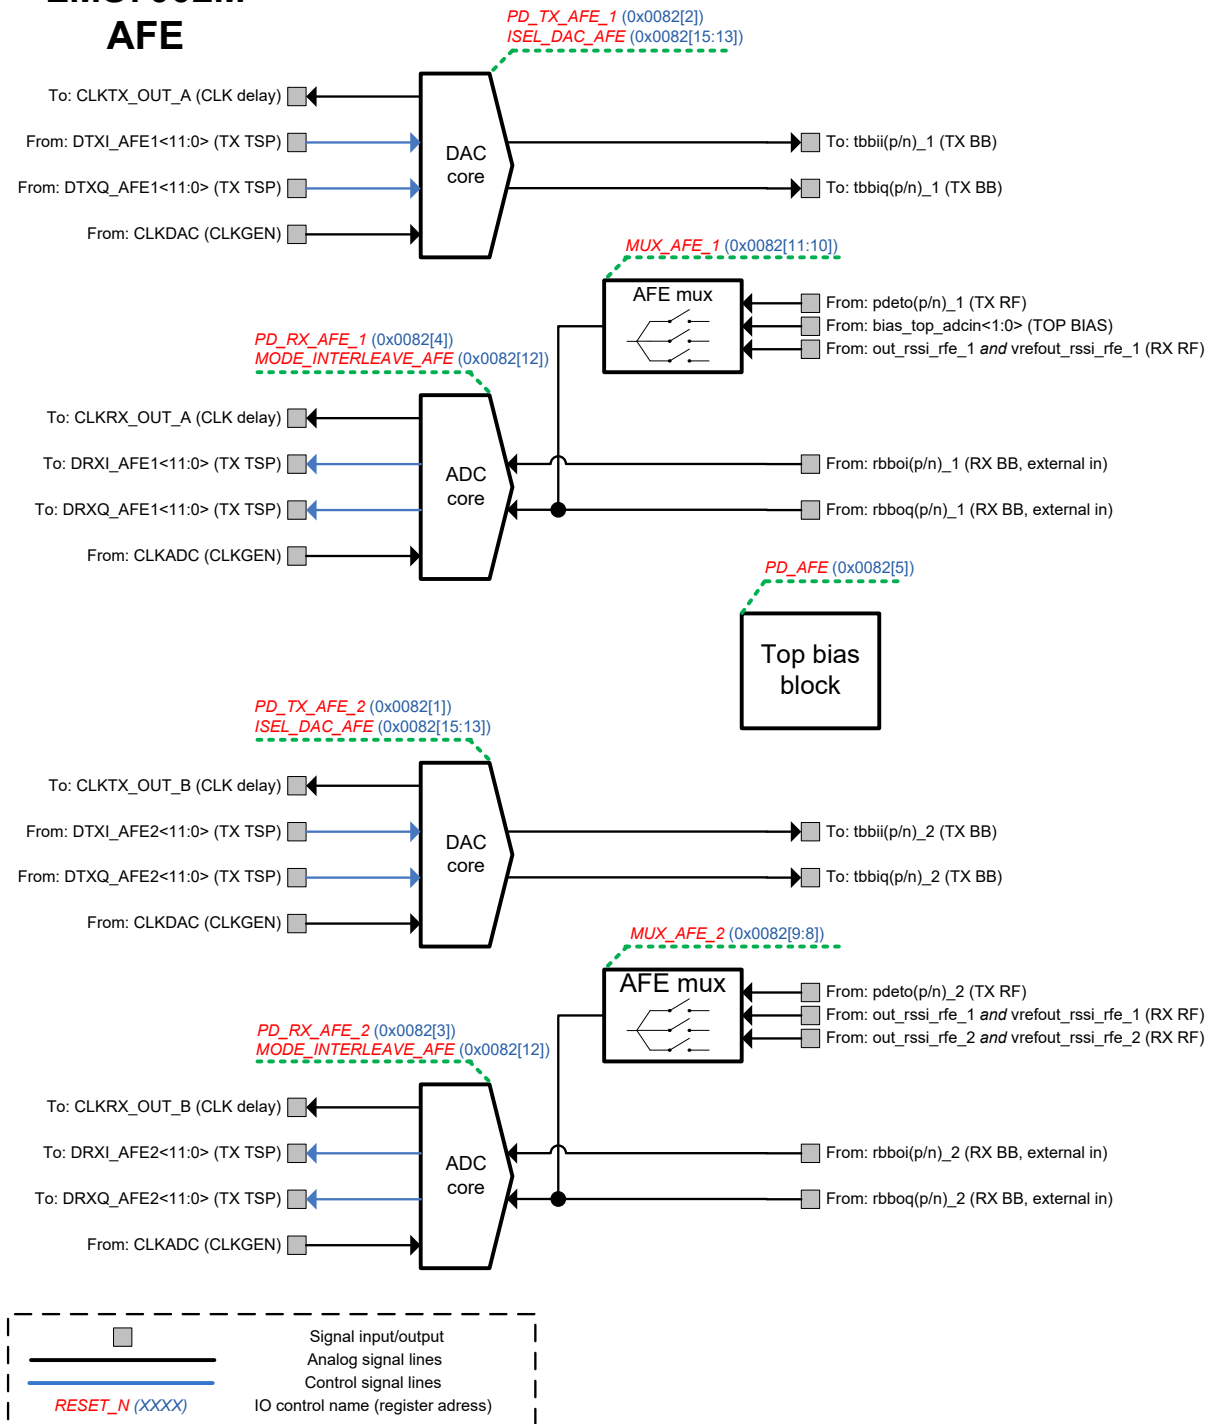 AFE
PD_TX_AFE_1 (0x0082[2])
ISEL_DAC_AFE (0x0082[15:13])
To: CLKTX_OUT_A (CLK delay)
From: DTXI_AFE1<11:0> (TX TSP)
From: DTXQ_AFE1<11:0> (TX TSP)
From: CLKDAC (CLKGEN)
DAC
core
To: tbbii(p/n)_1 (TX BB)
To: tbbiq(p/n)_1 (TX BB)
MUX_AFE_1 (0x0082[11:10])
AFE mux
From: pdeto(p/n)_1 (TX RF)
From: bias_top_adcin<1:0> (TOP BIAS)
From: out_rssi_rfe_1 and vrefout_rssi_rfe_1 (RX RF)
PD_RX_AFE_1 (0x0082[4])
MODE_INTERLEAVE_AFE (0x0082[12])
To: CLKRX_OUT_A (CLK delay)
To: DRXI_AFE1<11:0> (TX TSP)
To: DRXQ_AFE1<11:0> (TX TSP)
From: CLKADC (CLKGEN)
ADC
core
From: rbboi(p/n)_1 (RX BB, external in)
From: rbboq(p/n)_1 (RX BB, external in)
PD_AFE (0x0082[5])
Top bias
block
PD_TX_AFE_2 (0x0082[1])
ISEL_DAC_AFE (0x0082[15:13])
To: CLKTX_OUT_B (CLK delay)
From: DTXI_AFE2<11:0> (TX TSP)
From: DTXQ_AFE2<11:0> (TX TSP)
From: CLKDAC (CLKGEN)
DAC
core
To: tbbii(p/n)_2 (TX BB)
To: tbbiq(p/n)_2 (TX BB)
MUX_AFE_2 (0x0082[9:8])
AFE mux
From: pdeto(p/n)_2 (TX RF)
From: out_rssi_rfe_1 and vrefout_rssi_rfe_1 (RX RF)
From: out_rssi_rfe_2 and vrefout_rssi_rfe_2 (RX RF)
PD_RX_AFE_2 (0x0082[3])
MODE_INTERLEAVE_AFE (0x0082[12])
To: CLKRX_OUT_B (CLK delay)
To: DRXI_AFE2<11:0> (TX TSP)
To: DRXQ_AFE2<11:0> (TX TSP)
From: CLKADC (CLKGEN)
ADC
core
From: rbboi(p/n)_2 (RX BB, external in)
From: rbboq(p/n)_2 (RX BB, external in)
Signal input/output
Analog signal lines
Control signal lines
RESET_N (XXXX) IO control name (register adress)